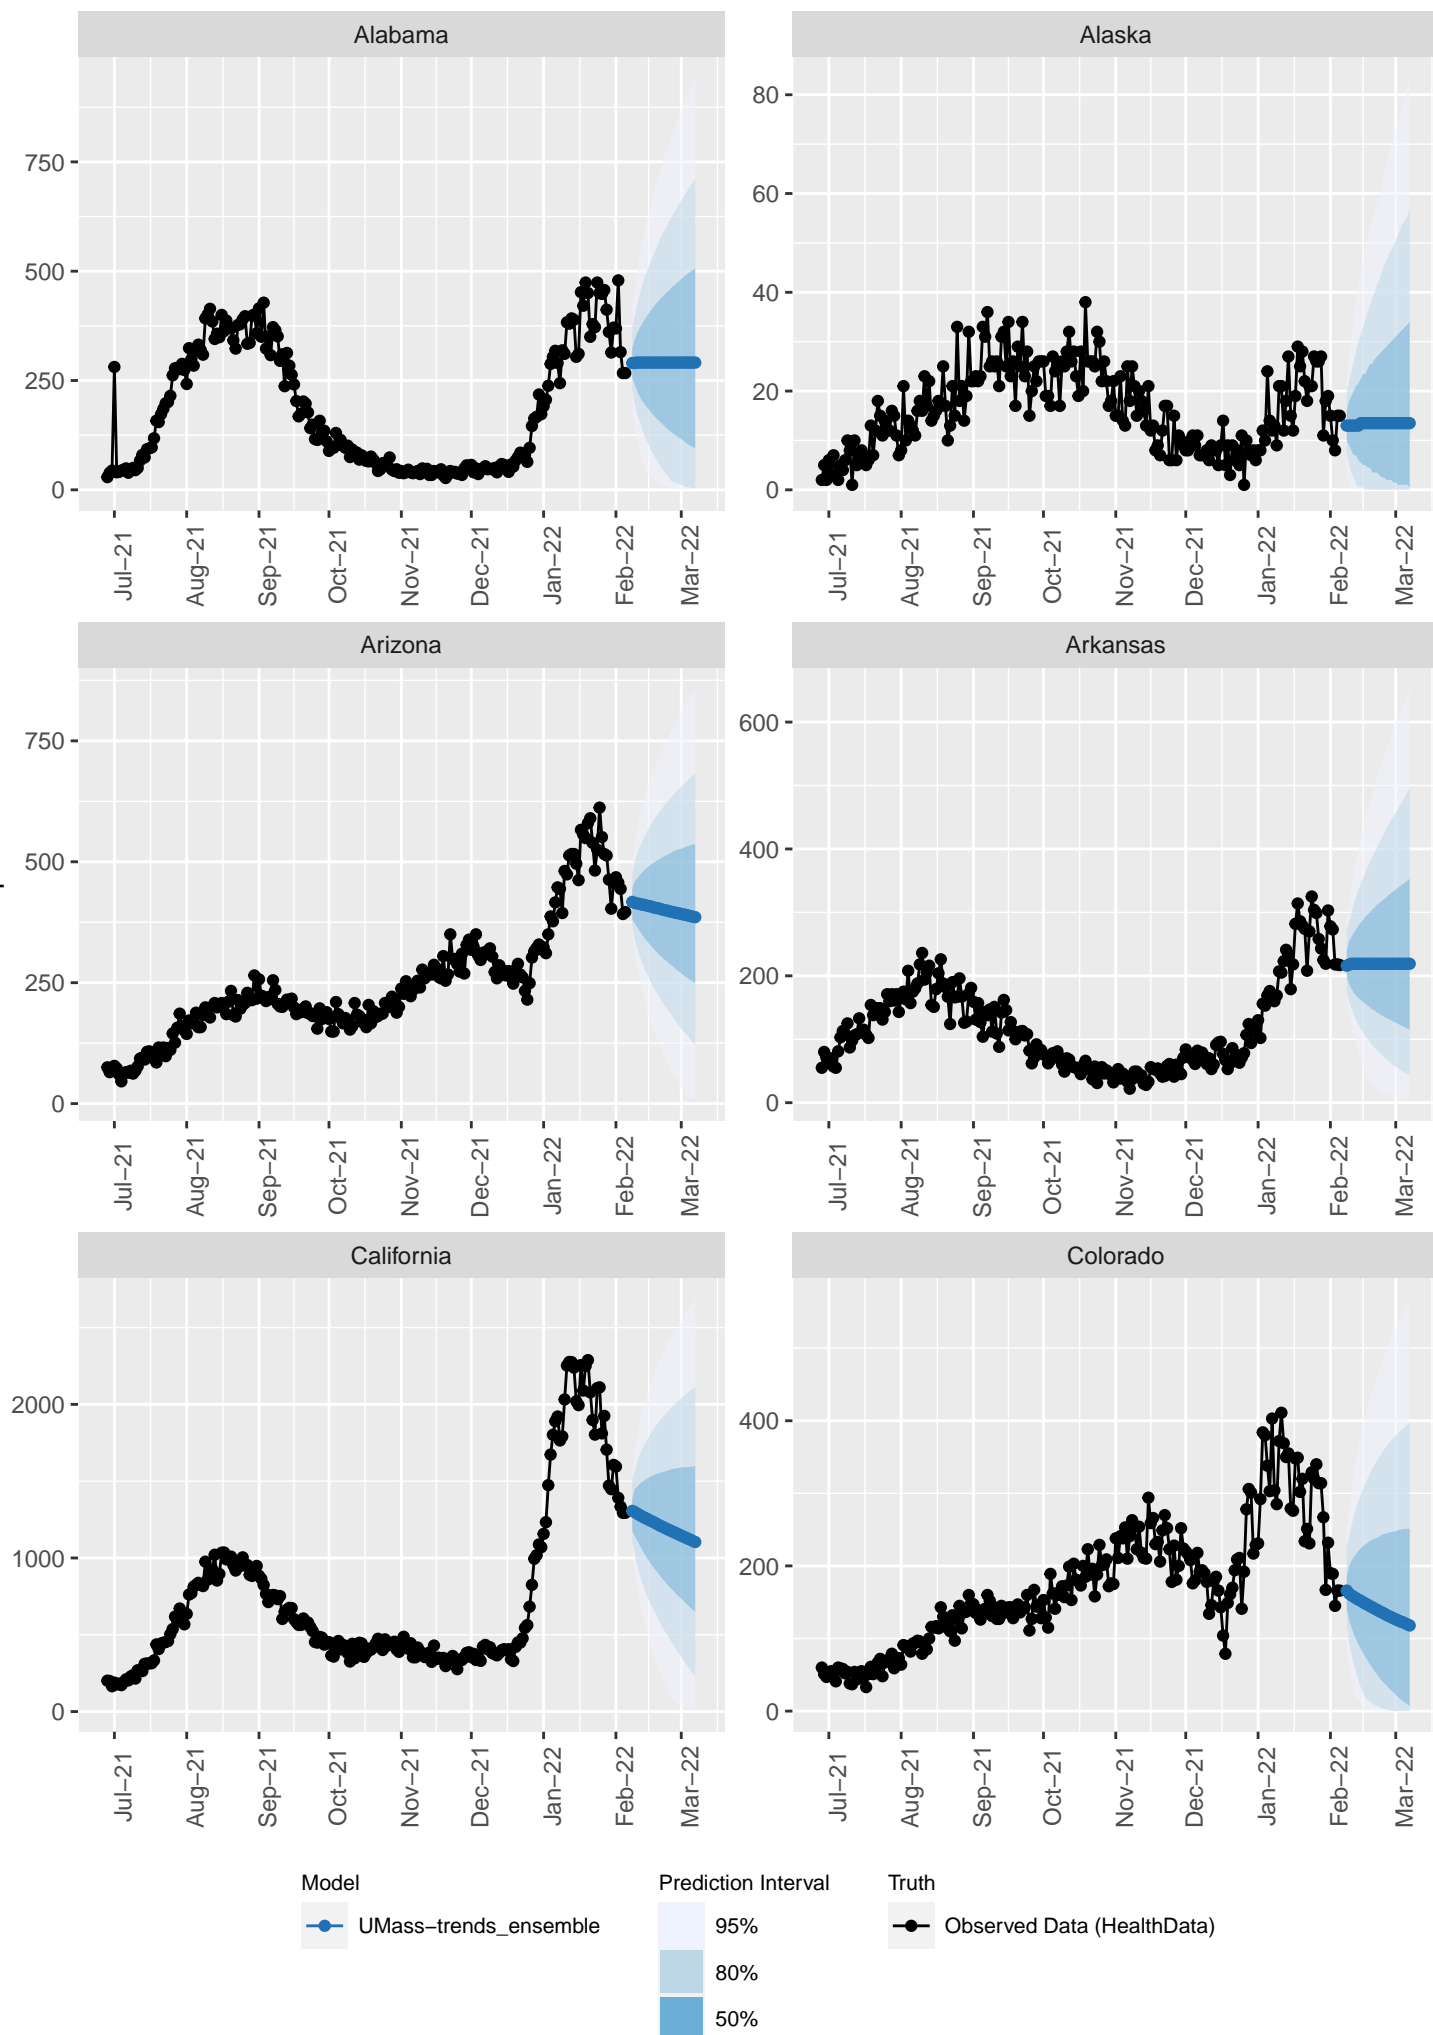 Alabama
Alaska
750
500
250
0
80
60
40
20
0
Jul−21
Aug−21
Sep−21
Oct−21
Nov−21
Dec−21
Jan−22
Feb−22
Mar−22
Jul−21
Aug−21
Sep−21
Oct−21
Nov−21
Dec−21
Jan−22
Feb−22
Mar−22
Arizona
Arkansas
750
500
250
0
600
400
200
0
Jul−21
Aug−21
Sep−21
Oct−21
Nov−21
Dec−21
Jan−22
Feb−22
Mar−22
Jul−21
Aug−21
Sep−21
Oct−21
Nov−21
Dec−21
Jan−22
Feb−22
Mar−22
California
Colorado
2000
1000
0
400
200
0
Jul−21
Aug−21
Sep−21
Oct−21
Nov−21
Dec−21
Jan−22
Feb−22
Mar−22
Jul−21
Aug−21
Sep−21
Oct−21
Nov−21
Dec−21
Jan−22
Feb−22
Mar−22
Model
UMass−trends_ensemble
Prediction Interval
95%
80%
50%
Truth
Observed Data (HealthData)